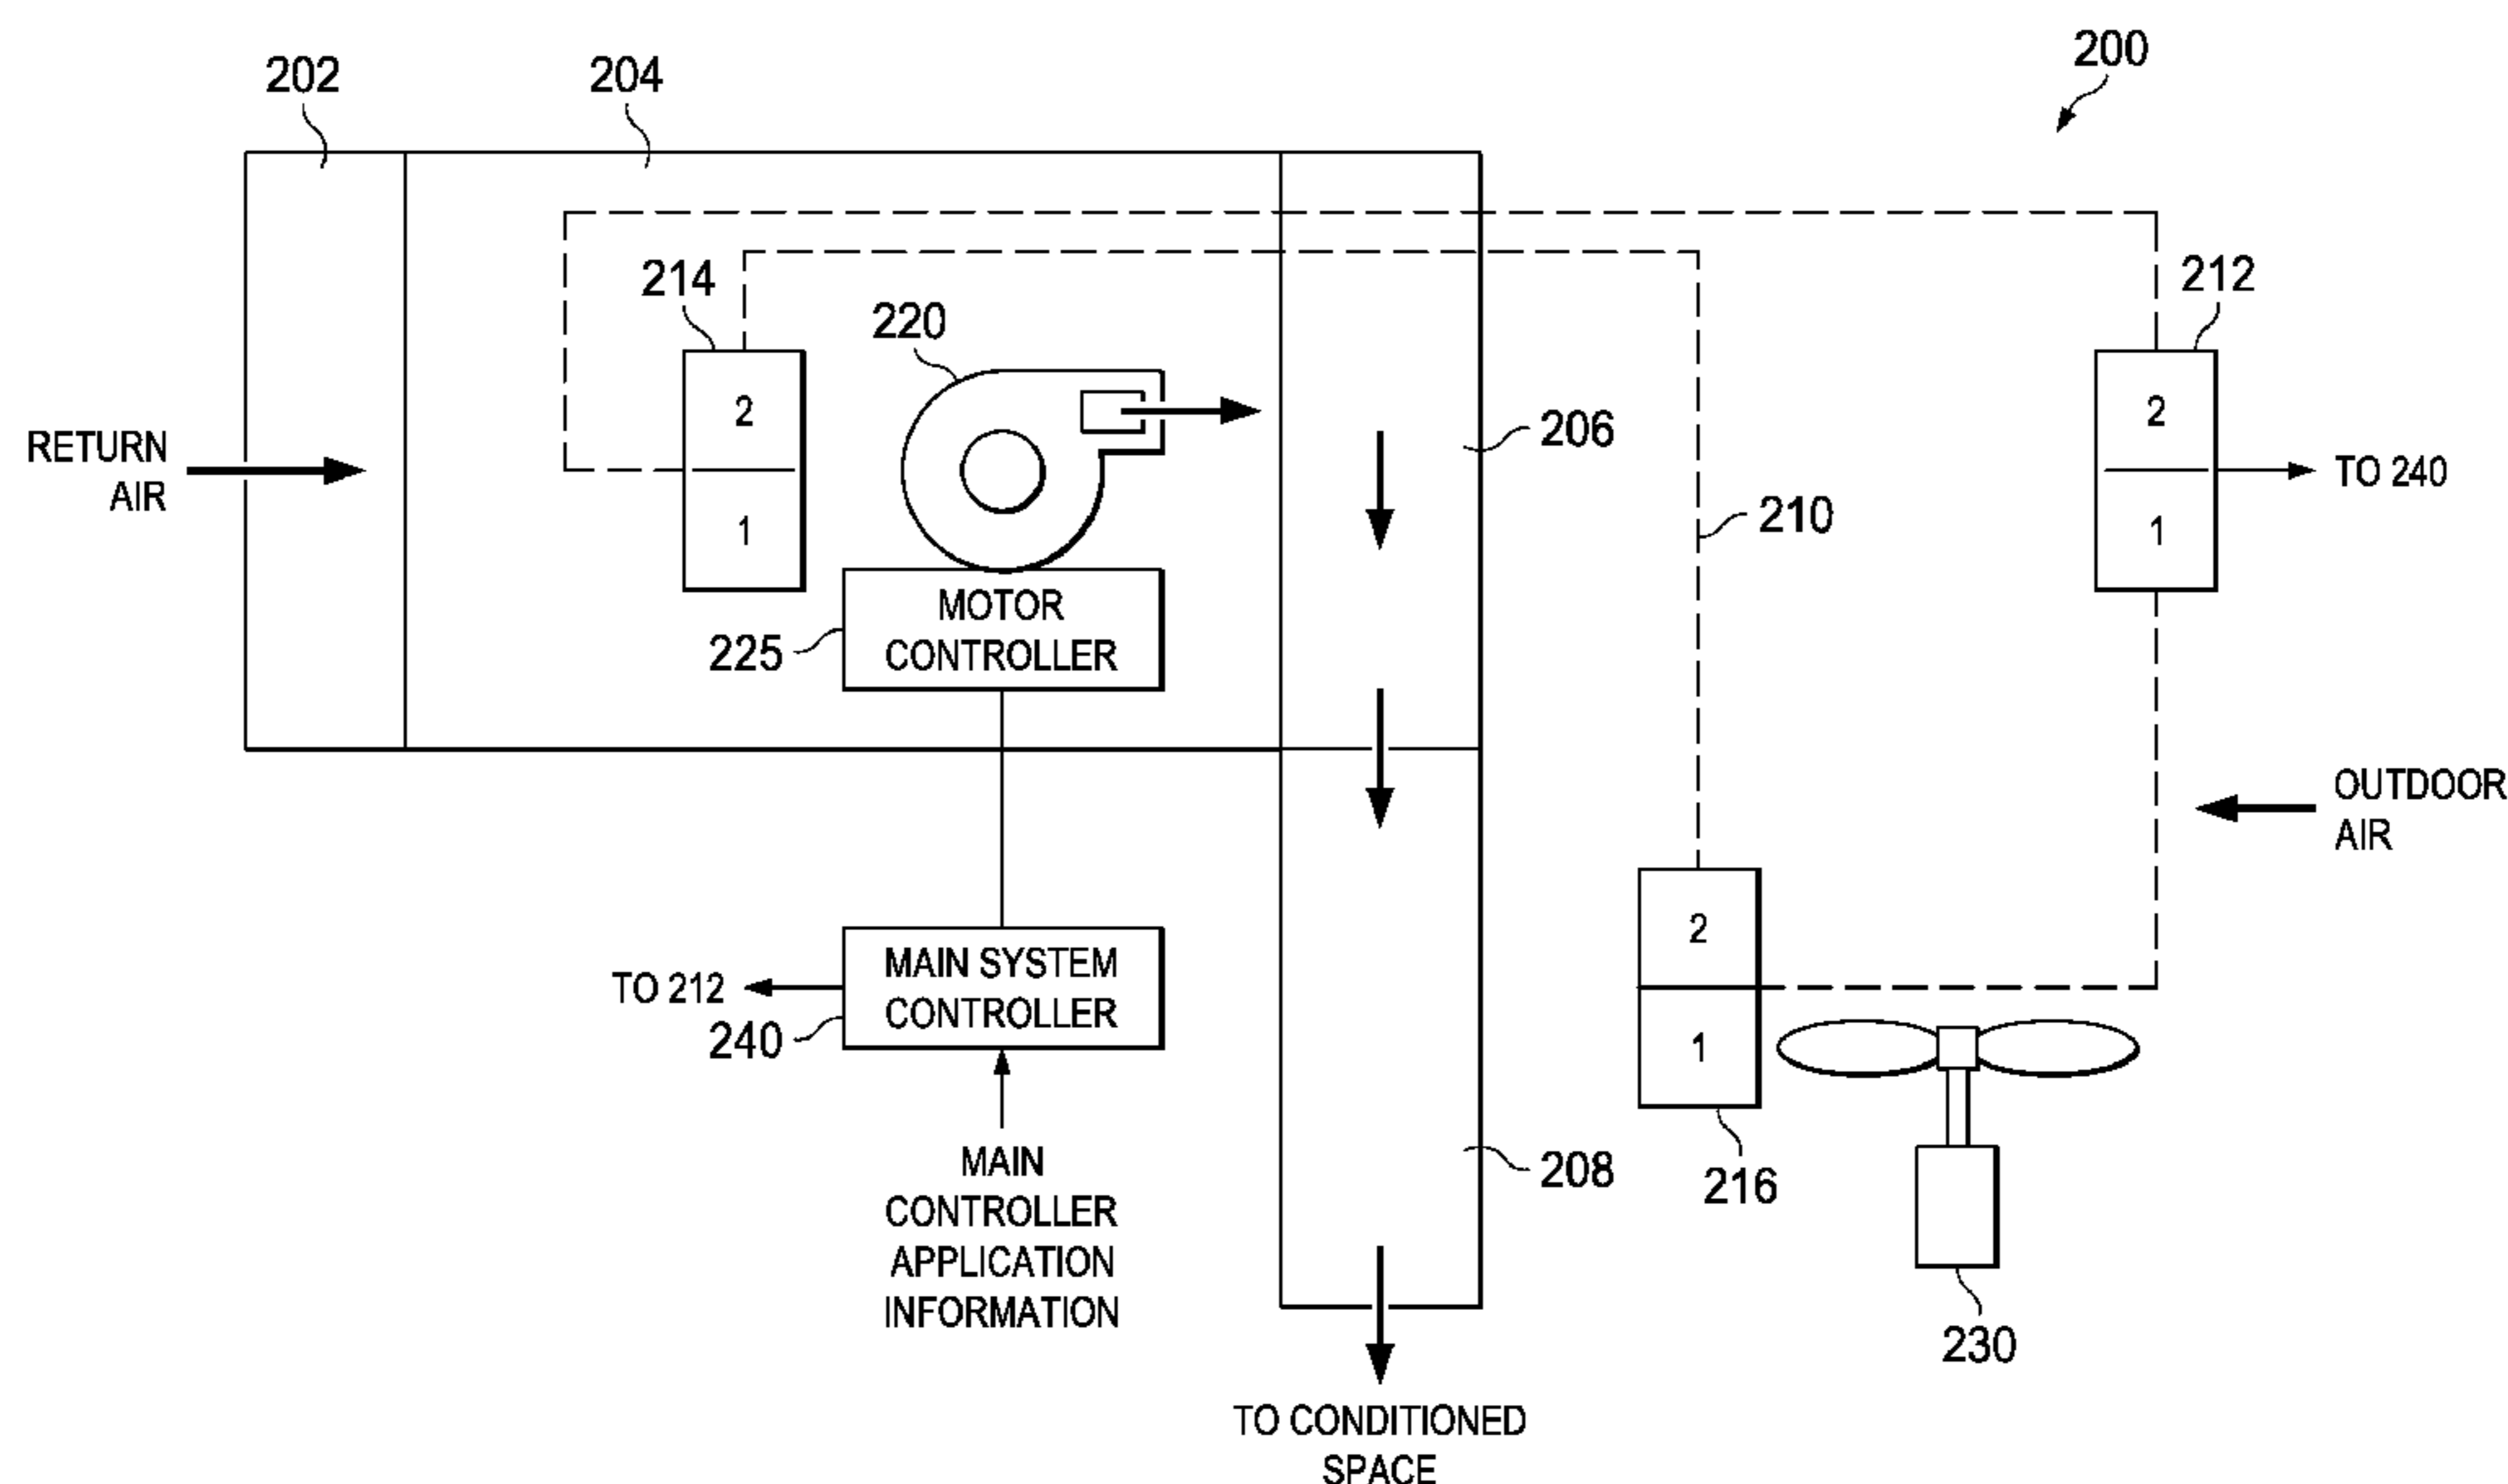 200
202
204
214
212
220
2
2
206
RETURN
AIR
TO 240
210
1
1
MOTOR
CONTROLLER
225
OUTDOOR
AIR
2
MAIN SYSTEM
CONTROLLER
TO 212
240
1
MAIN
CONTROLLER
APPLICATION
INFORMATION
208
216
230
TO CONDITIONED
SPACE